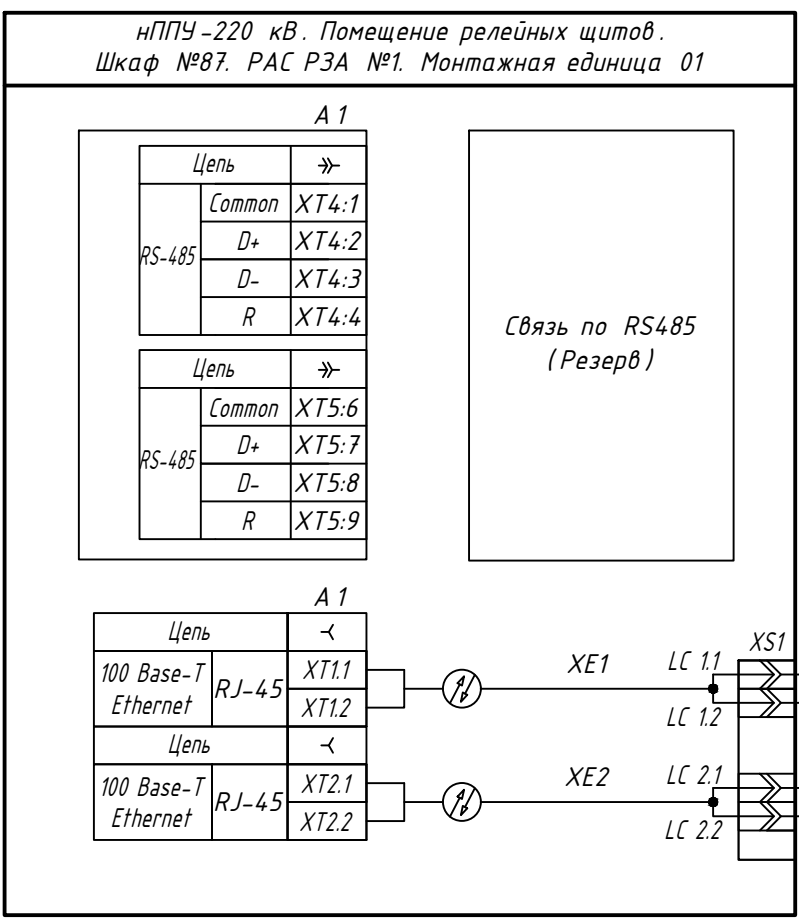 нППУ-220 кВ. Помещение релейных щитов.
Шкаф №87. РАС РЗА №1. Монтажная единица 01
А1
Цепь
RS-485
Common XT4:1
D+ XT4:2
D- XT4:3
R XT4:4
Цепь
RS-485
Common XT5:6
D+ XT5:7
D- XT5:8
R XT5:9
Связь по RS485
(Резерв)
А1
Цепь
100 Base-T
Ethernet
RJ-45
XT1.1
XT1.2
Цепь
100 Base-T
Ethernet
RJ-45
XT2.1
XT2.2
XE1
LC 1.1
LC 1.2
XS1
XE2
LC 2.1
LC 2.2